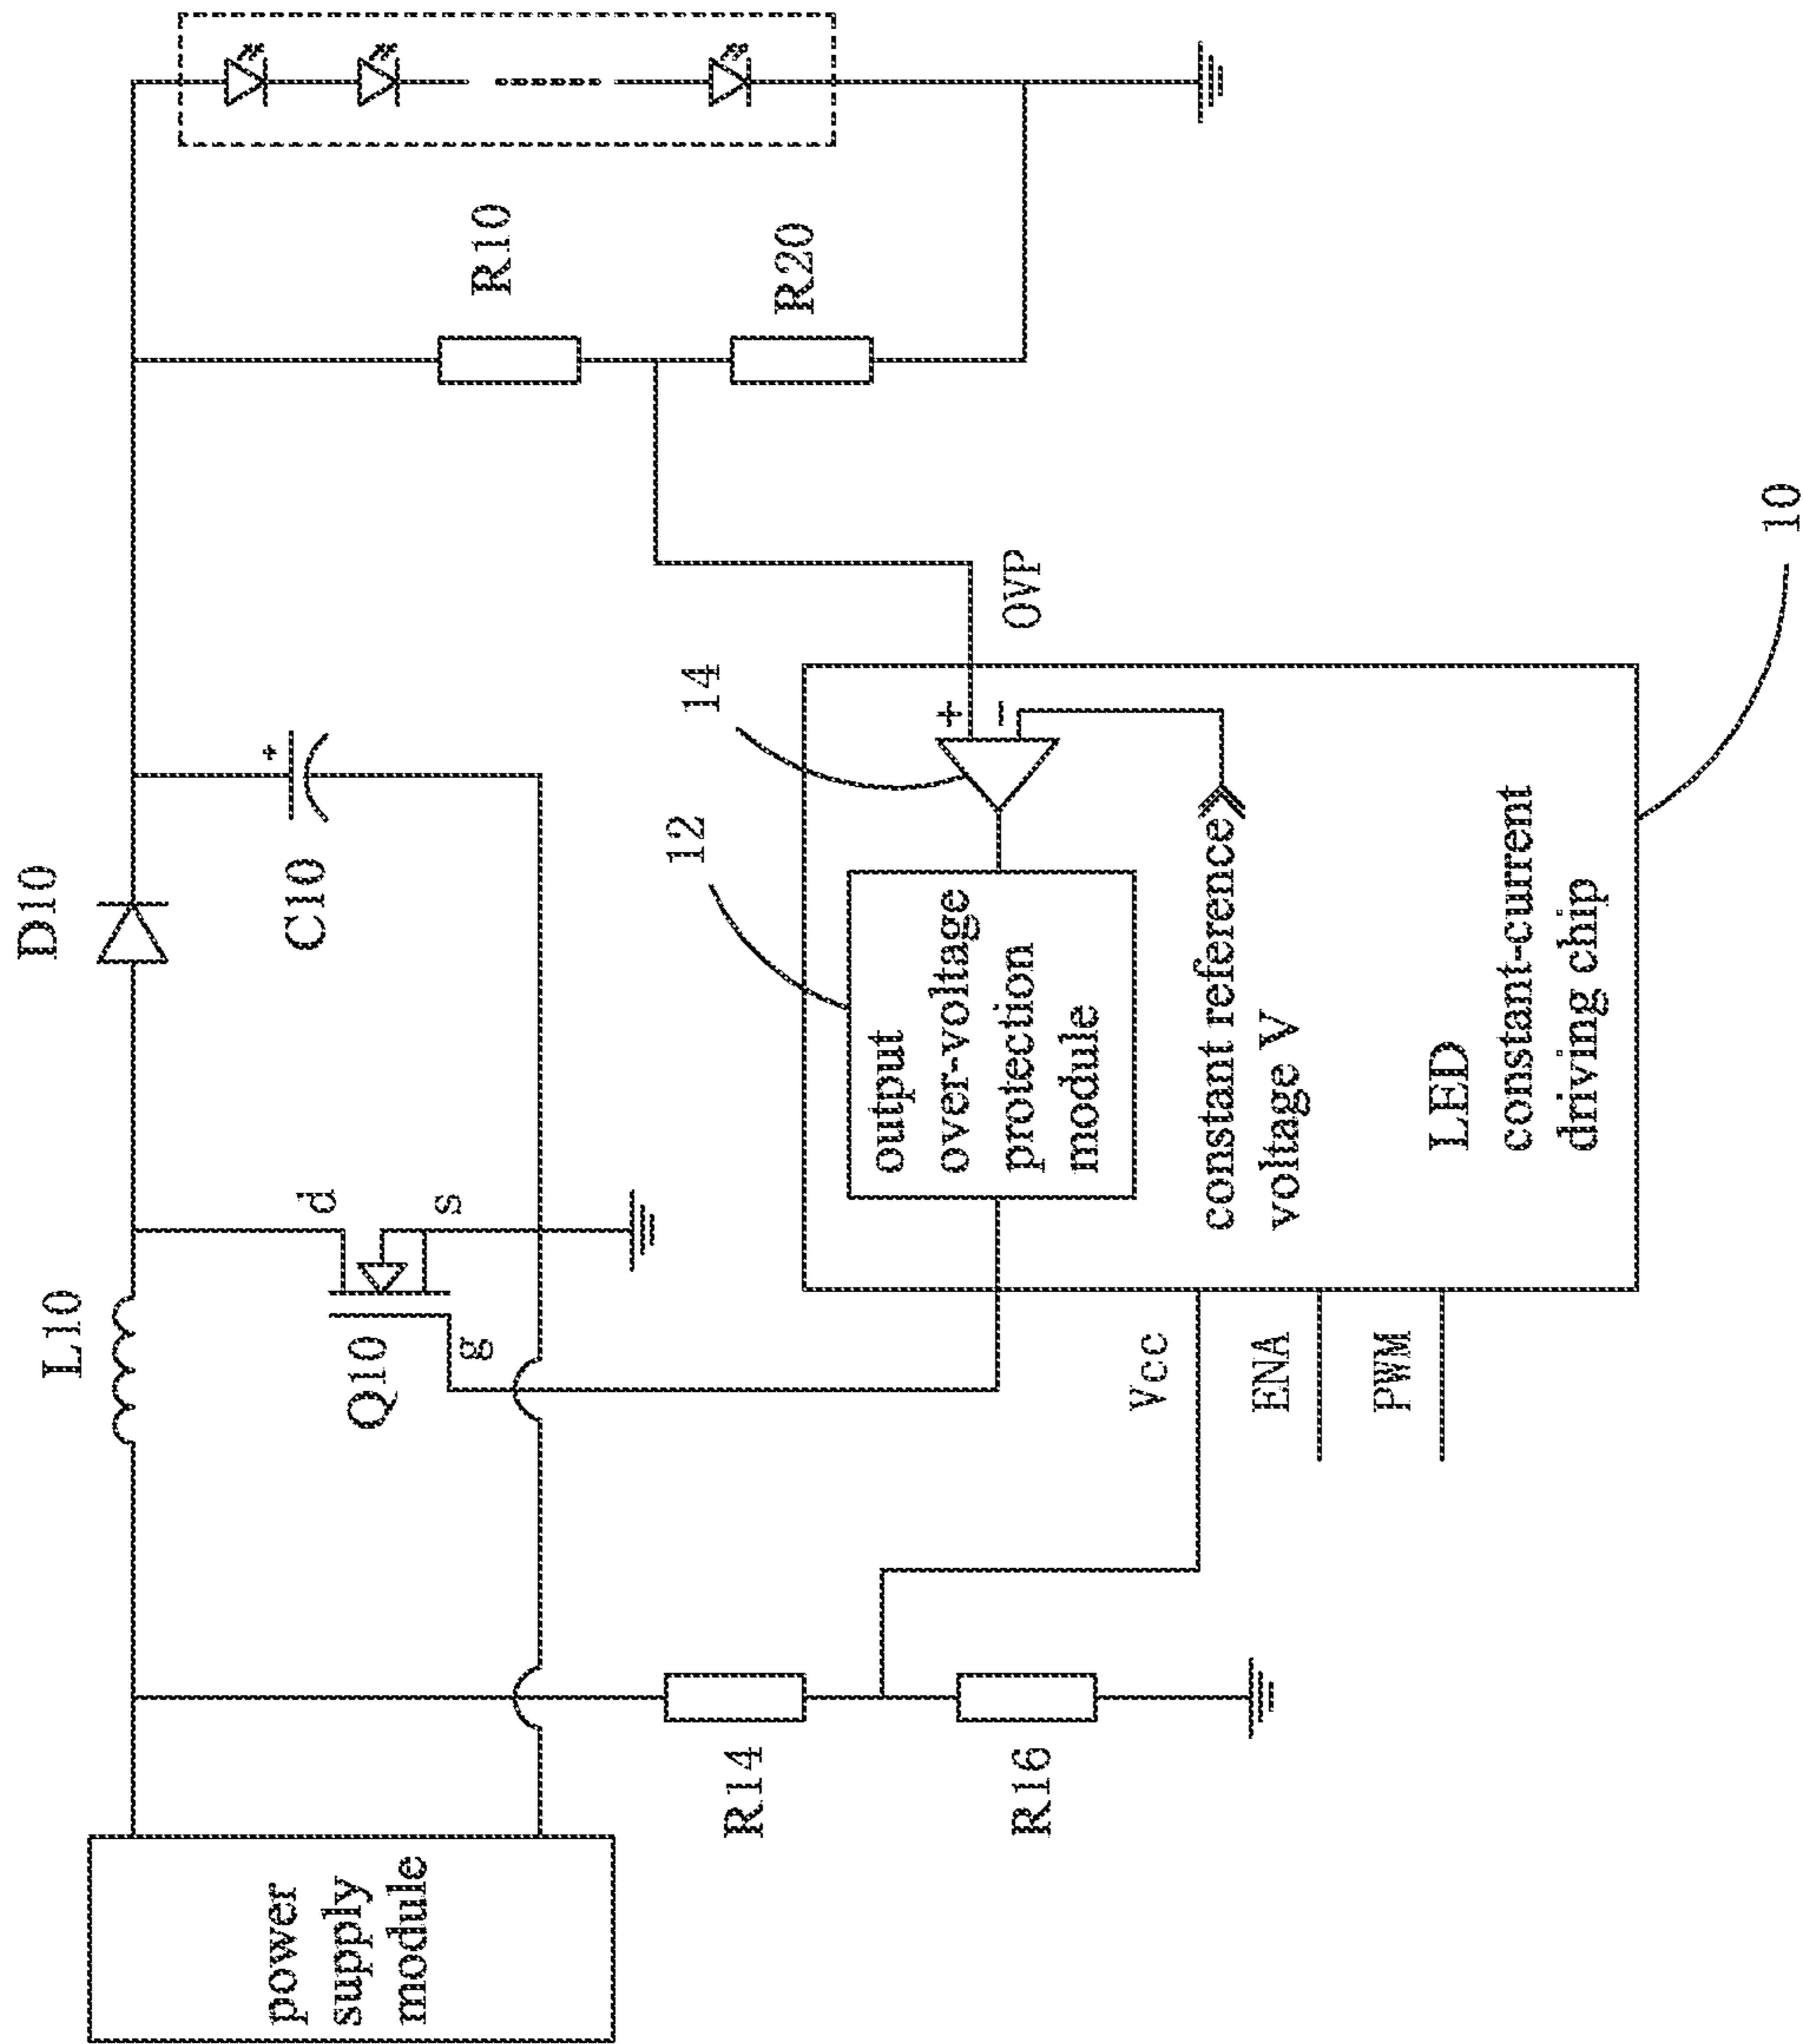 power
supply
module
L10
D10
d
s
g
Q10
C10
+
R10
R20
R14
R16
12
14
OVP
+
−
output
over-voltage
protection
module
constant reference
voltage V
Vcc
ENA
PWM
LED
constant-current
driving chip
10